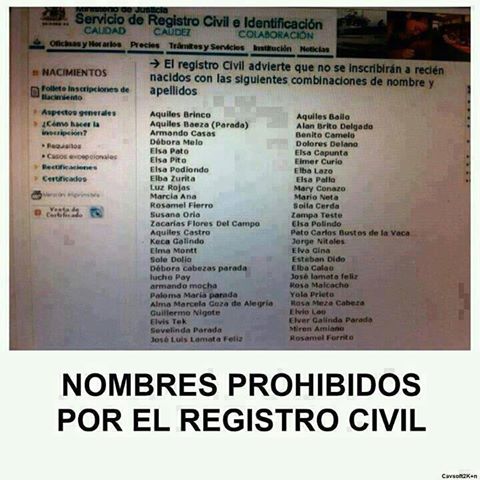 Ministerio de Justicia
Servicio de Registro Civil e Identificación
CALIDAD CALIDEZ COLABORACIÓN
Oficinas y Horarios Precios Trámites y Servicios Institución Noticias
NACIMIENTOS
Folleto Inscripciones de
Nacimiento
Aspectos generales
¿Cómo hacer la
inscripción?
Requisitos
Casos excepcionales
Rectificaciones
Certificados
Versión Imprimible
Venta de
Certificado
→ El registro Civil advierte que no se inscribirán a recién
nacidos con las siguientes combinaciones de nombre y
apellidos
Aquiles Brinco
Aquiles Baeza (Parada)
Armando Casas
Débora Melo
Elsa Pato
Elsa Pito
Elsa Podiondo
Elba Zurita
Luz Rojas
Marcia Ana
Rosamel Fierro
Susana Oria
Zacarías Flores Del Campo
Aquiles Castro
Keca Galindo
Elma Montt
Sole Dolio
Débora cabezas parada
lucho Pay
armando mocha
Paloma María parada
Alma Marcela Goza de Alegría
Guillermo Nigote
Elvis Tek
Sevelinda Parada
José Luis Lamata Feliz
Aquiles Bailo
Alan Brito Delgado
Benito Camelo
Dolores Delano
Elsa Capunta
Elmer Curio
Elba Lazo
Elsa Pallo
Mary Conazo
Mario Neta
Soila Cerda
Zampa Teste
Elsa Polindo
Pato Carlos Bustos de la Vaca...
Jorge Nitales
Elva Gina
Esteban Dido
Elba Calao
José lamata feliz
Rosa Malcacho
Yola Prieto
Rosa Meza Cabeza
Elvio Lao
Elver Galinda Parada
Miren Amiano
Rosamel Forrito
NOMBRES PROHIBIDOS
POR EL REGISTRO CIVIL
Cavsoft2K+n